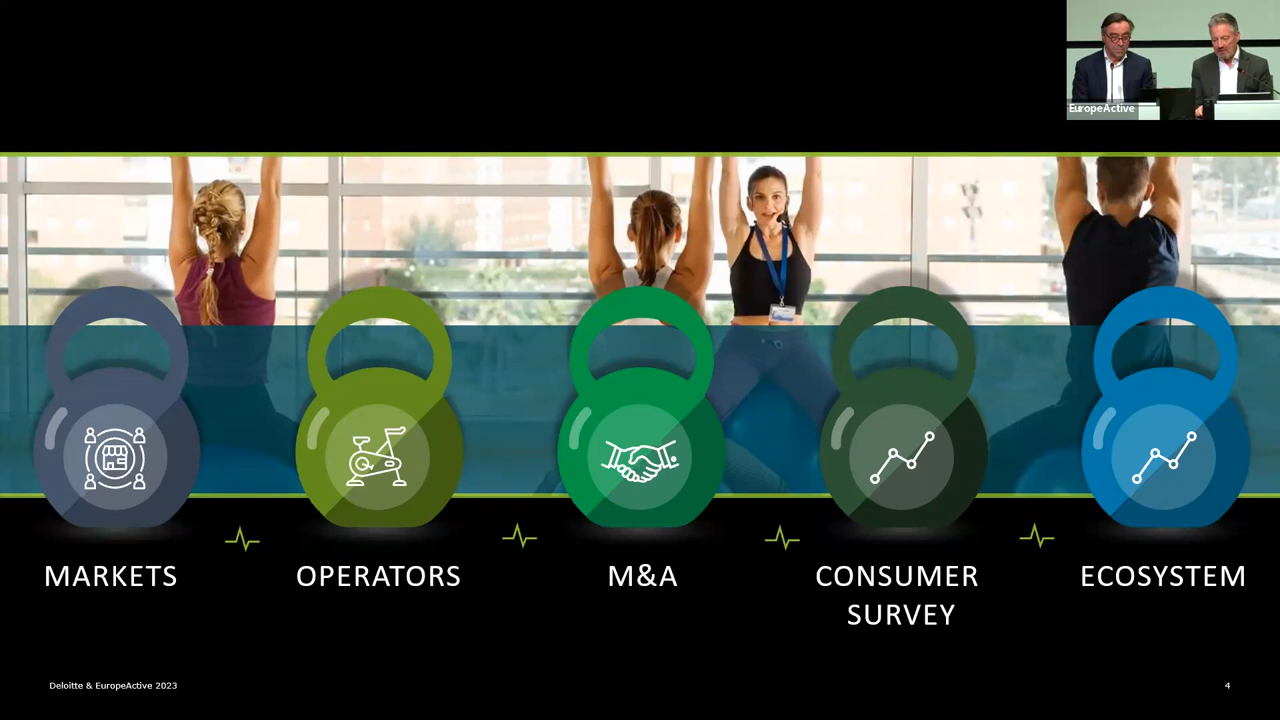 EuropeActive
MARKETS
OPERATORS
M&A
CONSUMER
SURVEY
ECOSYSTEM
Deloitte & EuropeActive 2023
4